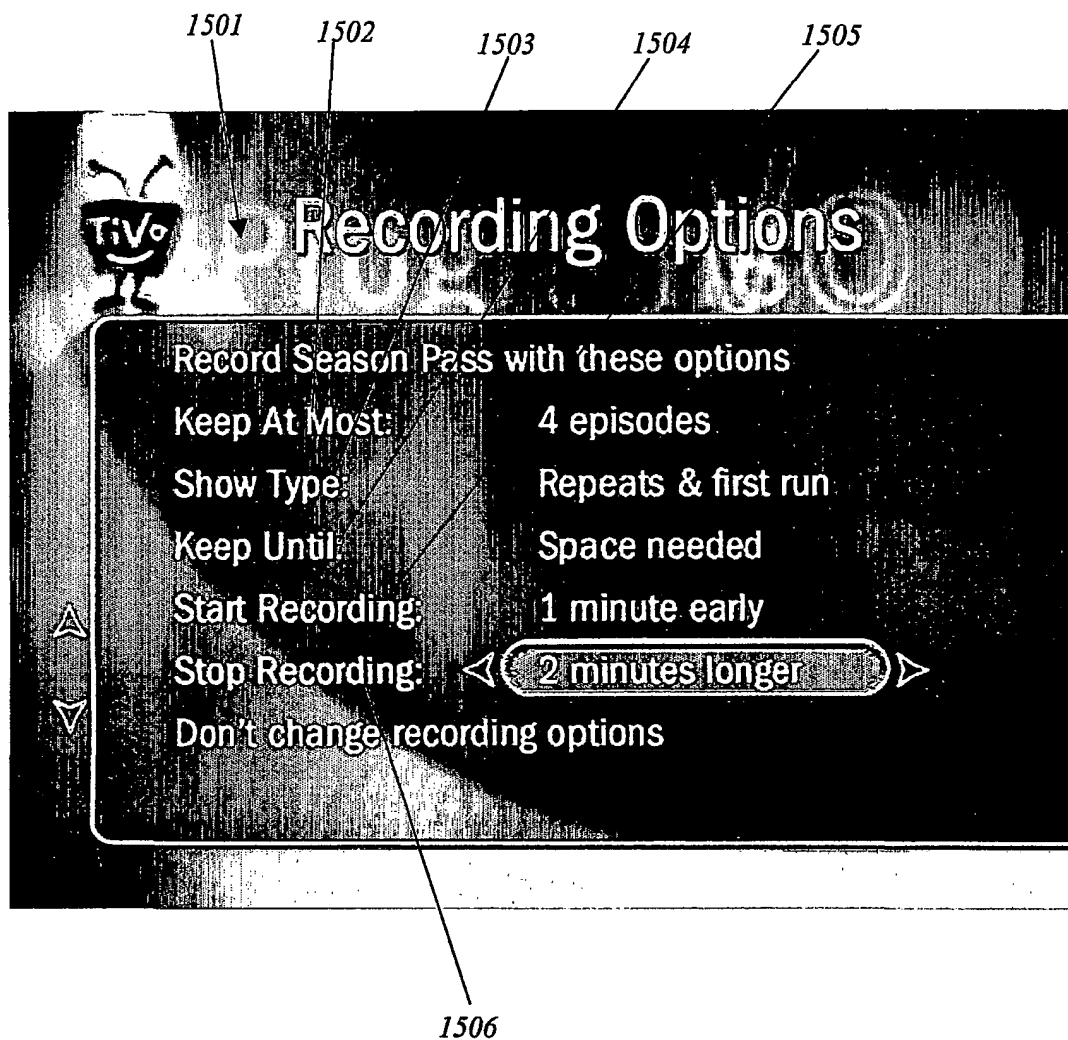 1501 1502 1503 1504 1505
TiVo
Recording Options
Record Season Pass with these options
Keep At Most: 4 episodes
Show Type: Repeats & first run
Keep Until: Space needed
Start Recording: 1 minute early
Stop Recording: 2 minutes longer
Don't change recording options
1506